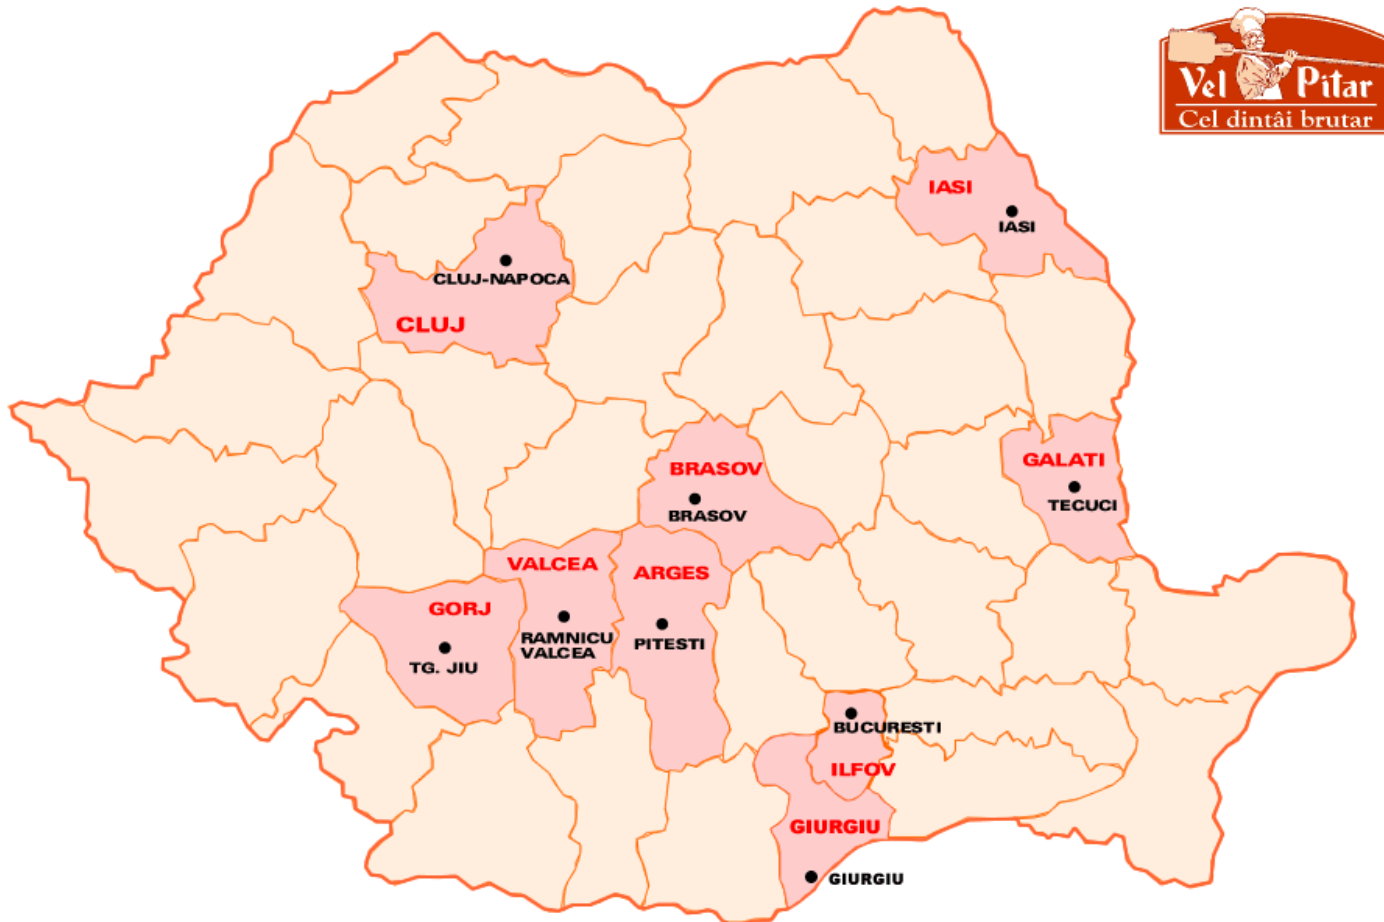 Vel Pitar
Cel dintâi brutar
IASI
IASI
CLUJ-NAPOCA
CLUJ
BRASOV
BRASOV
GALATI
TECUCI
VALCEA
RAMNICU
VALCEA
ARGES
PITESTI
GORJ
TG. JIU
BUCURESTI
ILFOV
GIURGIU
GIURGIU